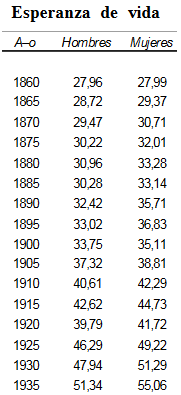 Esperanza de vida
A–o Hombres Mujeres
1860 27,96 27,99
1865 28,72 29,37
1870 29,47 30,71
1875 30,22 32,01
1880 30,96 33,28
1885 30,28 33,14
1890 32,42 35,71
1895 33,02 36,83
1900 33,75 35,11
1905 37,32 38,81
1910 40,61 42,29
1915 42,62 44,73
1920 39,79 41,72
1925 46,29 49,22
1930 47,94 51,29
1935 51,34 55,06